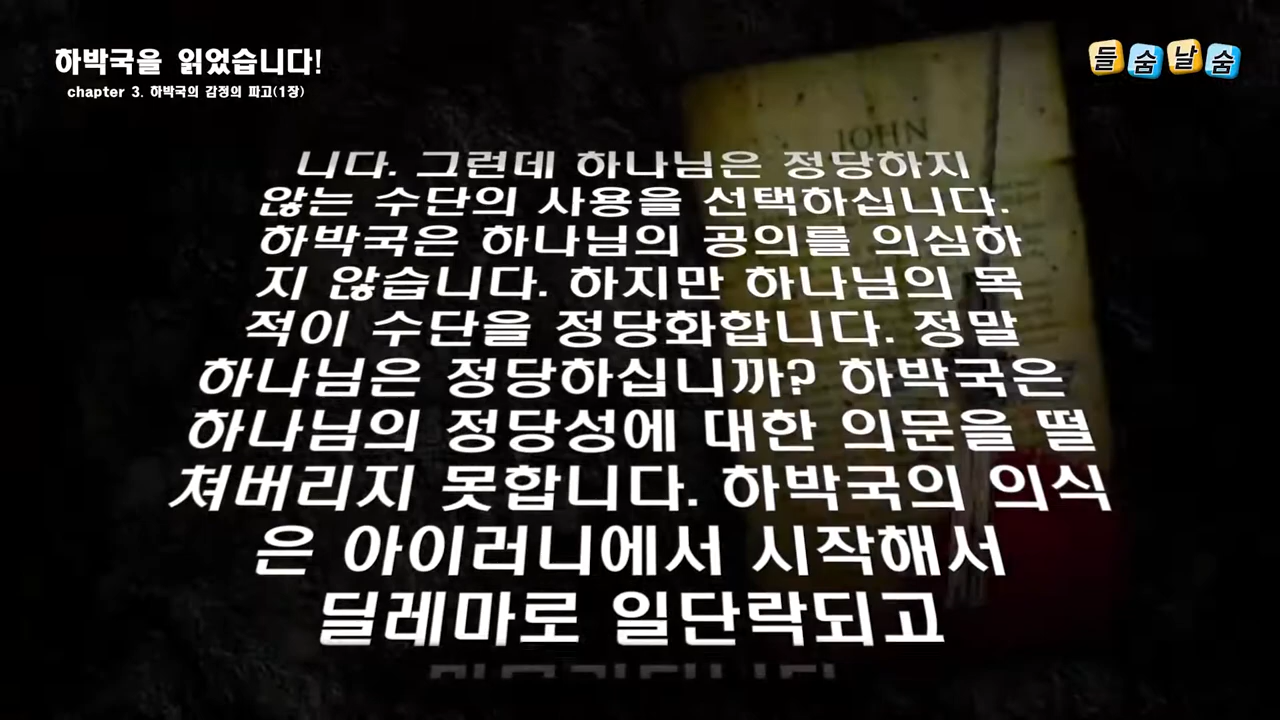 하박국을 읽었습니다!
chapter 3. 하박국의 감정의 파고(1장)
들숨날숨
JOHN
니다. 그런데 하나님은 정당하지
않는 수단의 사용을 선택하십니다.
하박국은 하나님의 공의를 의심하
지 않습니다. 하지만 하나님의 목
적이 수단을 정당화합니다. 정말
하나님은 정당하십니까? 하박국은
하나님의 정당성에 대한 의문을 떨
쳐버리지 못합니다. 하박국의 의식
은 아이러니에서 시작해서
딜레마로 일단락되고